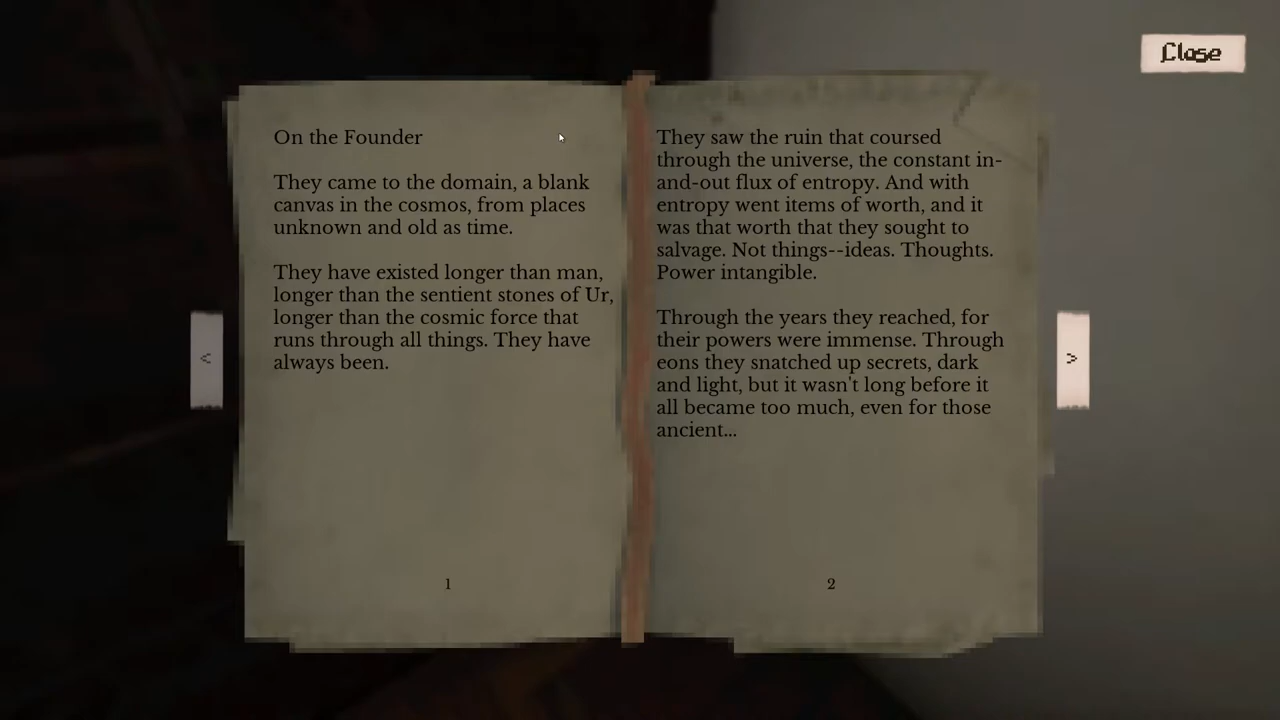 Close
On the Founder
They came to the domain, a blank
canvas in the cosmos, from places
unknown and old as time.
They have existed longer than man,
longer than the sentient stones of Ur,
longer than the cosmic force that
runs through all things. They have
always been.
1
They saw the ruin that coursed
through the universe, the constant in-
and-out flux of entropy. And with
entropy went items of worth, and it
was that worth that they sought to
salvage. Not things--ideas. Thoughts.
Power intangible.
Through the years they reached, for
their powers were immense. Through
eons they snatched up secrets, dark
and light, but it wasn't long before it
all became too much, even for those
ancient...
2
<
>